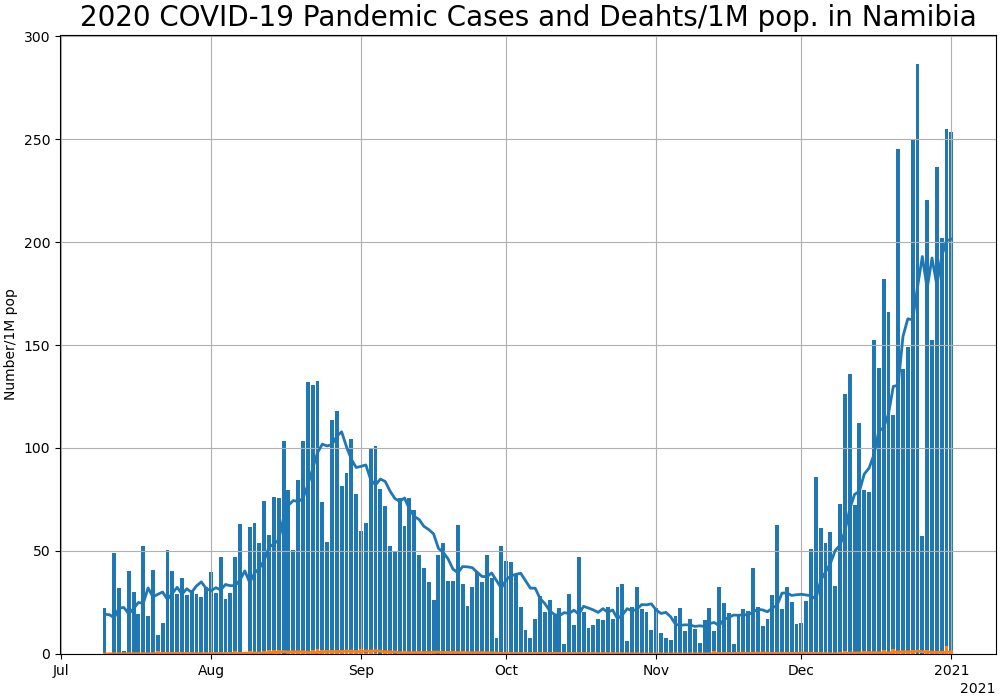 2020 COVID-19 Pandemic Cases and Deahts/1M pop. in Namibia
300
250
200
150
100
50
0
Number/1M pop
Jul Aug Sep Oct Nov Dec 2021
2021